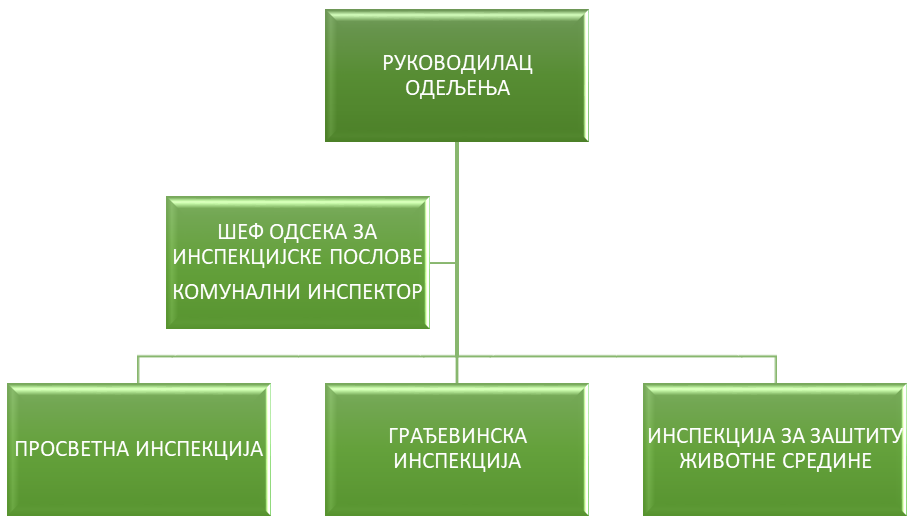 РУКОВОДИЛАЦ
ОДЕЉЕЊА
ШЕФ ОДСЕКА ЗА
ИНСПЕКЦИЈСКЕ ПОСЛОВЕ
КОМУНАЛНИ ИНСПЕКТОР
ПРОСВЕТНА ИНСПЕКЦИЈА
ГРАЂЕВИНСКА
ИНСПЕКЦИЈА
ИНСПЕКЦИЈА ЗА ЗАШТИТУ
ЖИВОТНЕ СРЕДИНЕ